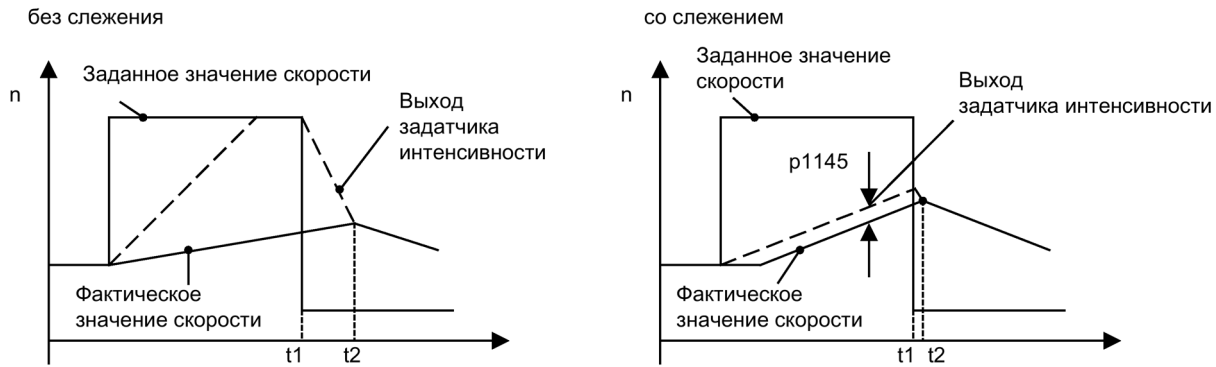 без слежения
n
Заданное значение скорости
Выход
задатчика
интенсивности
Фактическое
значение скорости
t1
t2
со слежением
n
Заданное значение
скорости
Выход
задатчика интенсивности
p1145
Фактическое
значение скорости
t1
t2